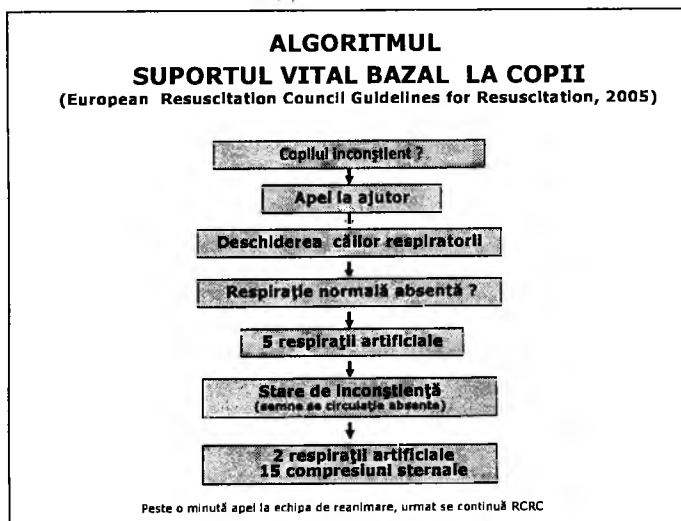 ALGORITMUL
SUPORTUL VITAL BAZAL LA COPII
(European Resuscitation Council Guidelines for Resuscitation, 2005)
Copilul inconştient ?
Apel la ajutor
Deschiderea căilor respiratorii
Respiraţie normală absentă ?
5 respiraţii artificiale
Stare de inconştienţă
(semne se circulaţie absente)
2 respiraţii artificiale
15 compresiuni sternale
Peste o minută apel la echipa de reanimare, urmat se continuă RCRC